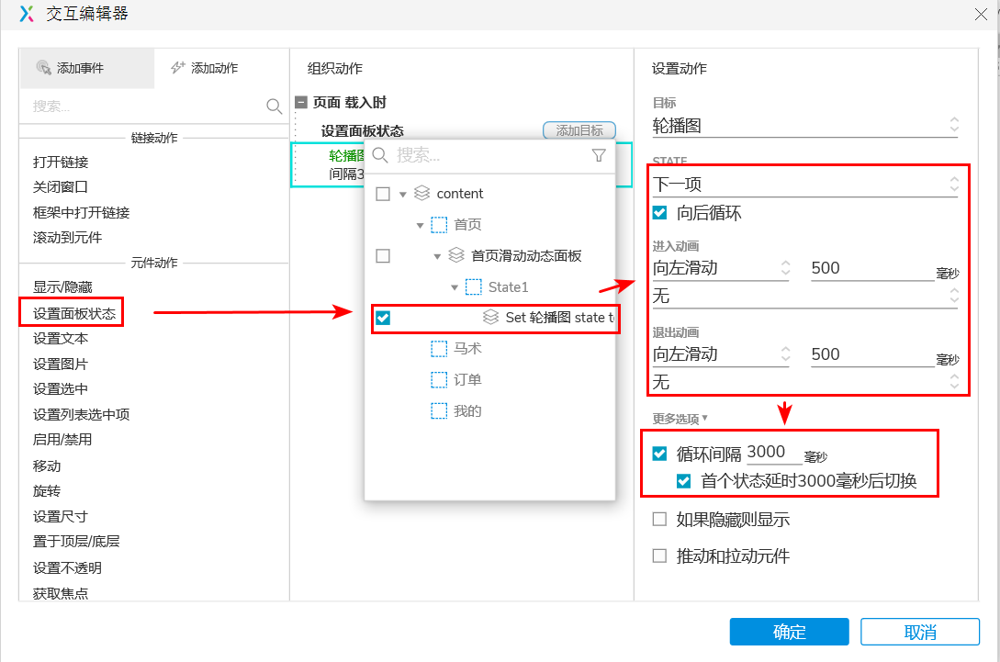 交互编辑器
添加事件
添加动作
搜索...
链接动作
打开链接
关闭窗口
框架中打开链接
滚动到元件
元件动作
显示/隐藏
设置面板状态
设置文本
设置图片
设置选中
设置列表选中项
启用/禁用
移动
旋转
设置尺寸
置于顶层/底层
设置不透明
获取焦点
组织动作
页面 载入时
设置面板状态
添加目标
轮播图
间隔3
搜索...
content
首页
首页滑动动态面板
State1
Set 轮播图 state t
马术
订单
我的
设置动作
目标
轮播图
STATE
下一项
向后循环
进入动画
向左滑动 500 毫秒
无
退出动画
向左滑动 500 毫秒
无
更多选项
循环间隔 3000 毫秒
首个状态延时3000毫秒后切换
如果隐藏则显示
推动和拉动元件
确定
取消